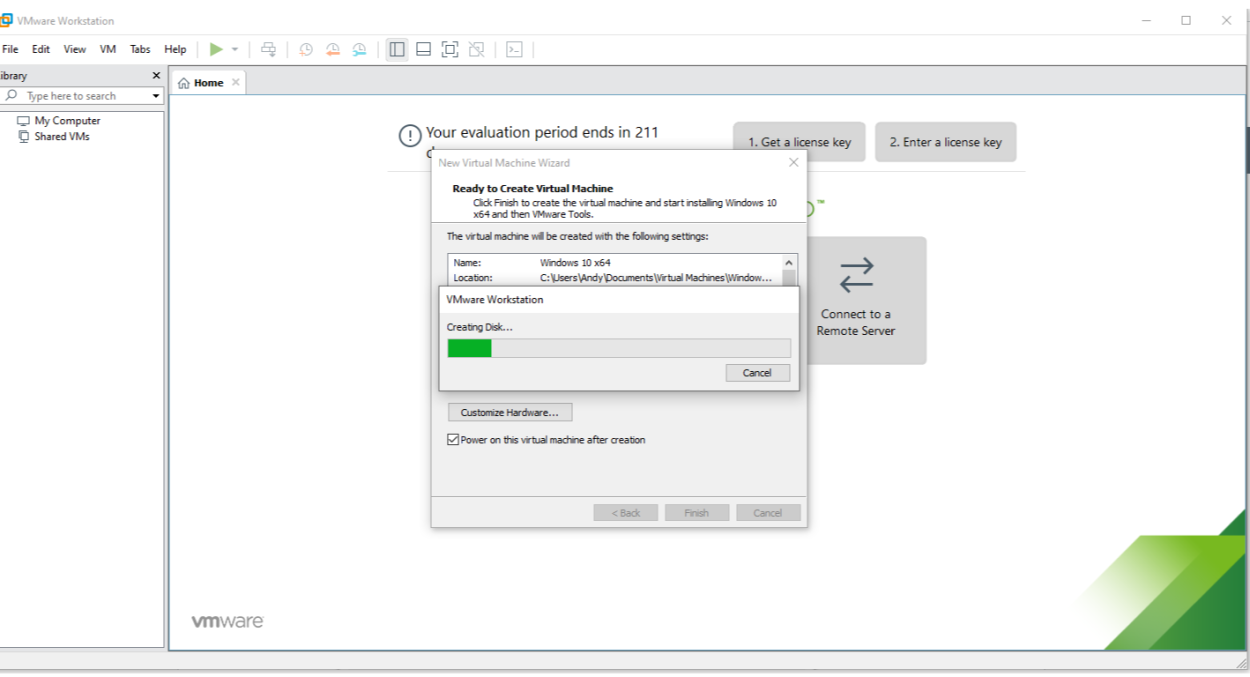 VMware Workstation
File Edit View VM Tabs Help
ibrary
Home
Type here to search
My Computer
Shared VMs
Your evaluation period ends in 211
1. Get a license key
2. Enter a license key
New Virtual Machine Wizard
Ready to Create Virtual Machine
Click Finish to create the virtual machine and start installing Windows 10
x64 and then VMware Tools.
The virtual machine will be created with the following settings:
Name: Windows 10 x64
Location: C:\Users\Andy\Documents\Virtual Machines\Window...
VMware Workstation
Creating Disk...
Cancel
Connect to a
Remote Server
Customize Hardware...
Power on this virtual machine after creation
< Back Finish Cancel
vmware